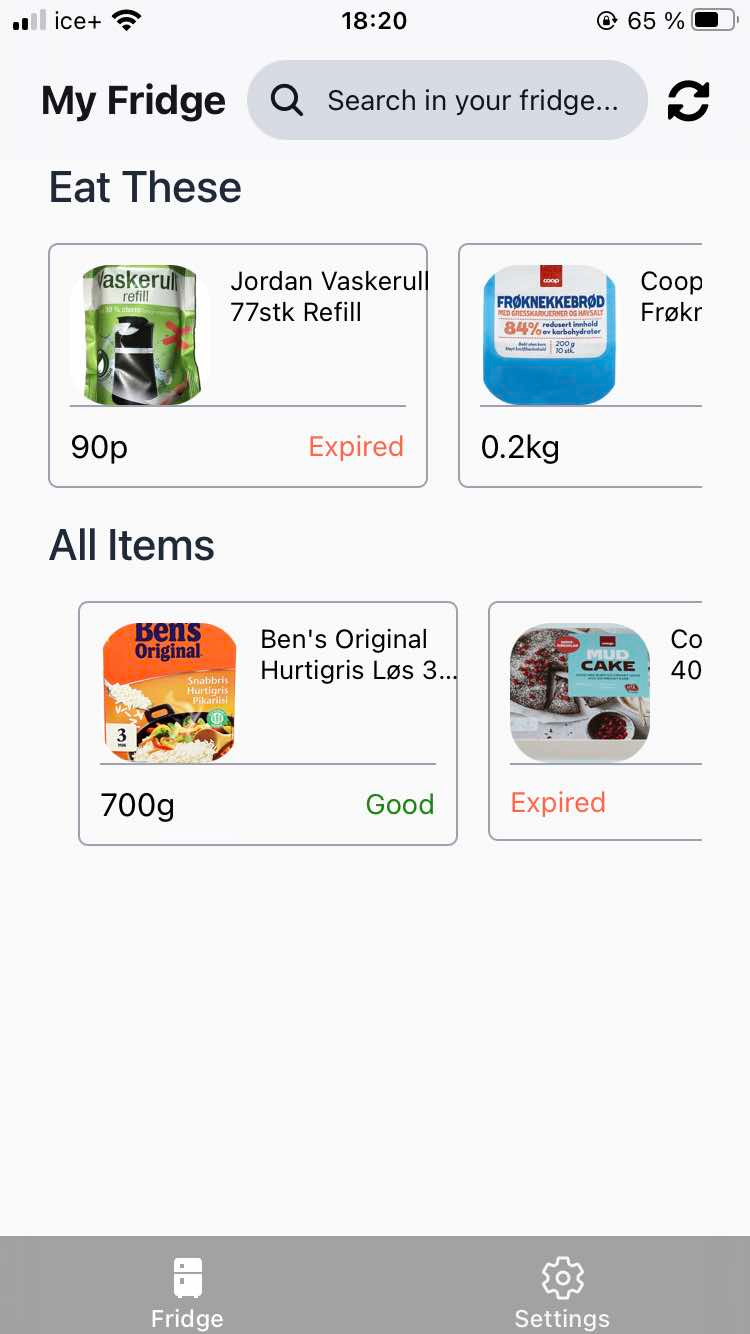 ice+
18:20
65 %
My Fridge
Search in your fridge...
Eat These
Vaskerull
refill
Jordan Vaskerull
77stk Refill
90p
Expired
coop
FRØKNEKKEBRØD
MED GRESSKARKJERNER OG HAVSALT
84% redusert innhold
av karbohydrater
200 g
10 stk.
Coop
Frøkr
0.2kg
All Items
Ben's
Original
Snabbris
Hurtigris
Pikariisi
3
MIN
Ben's Original
Hurtigris Løs 3...
700g
Good
MUD
CAKE
Co
40
Expired
Fridge
Settings